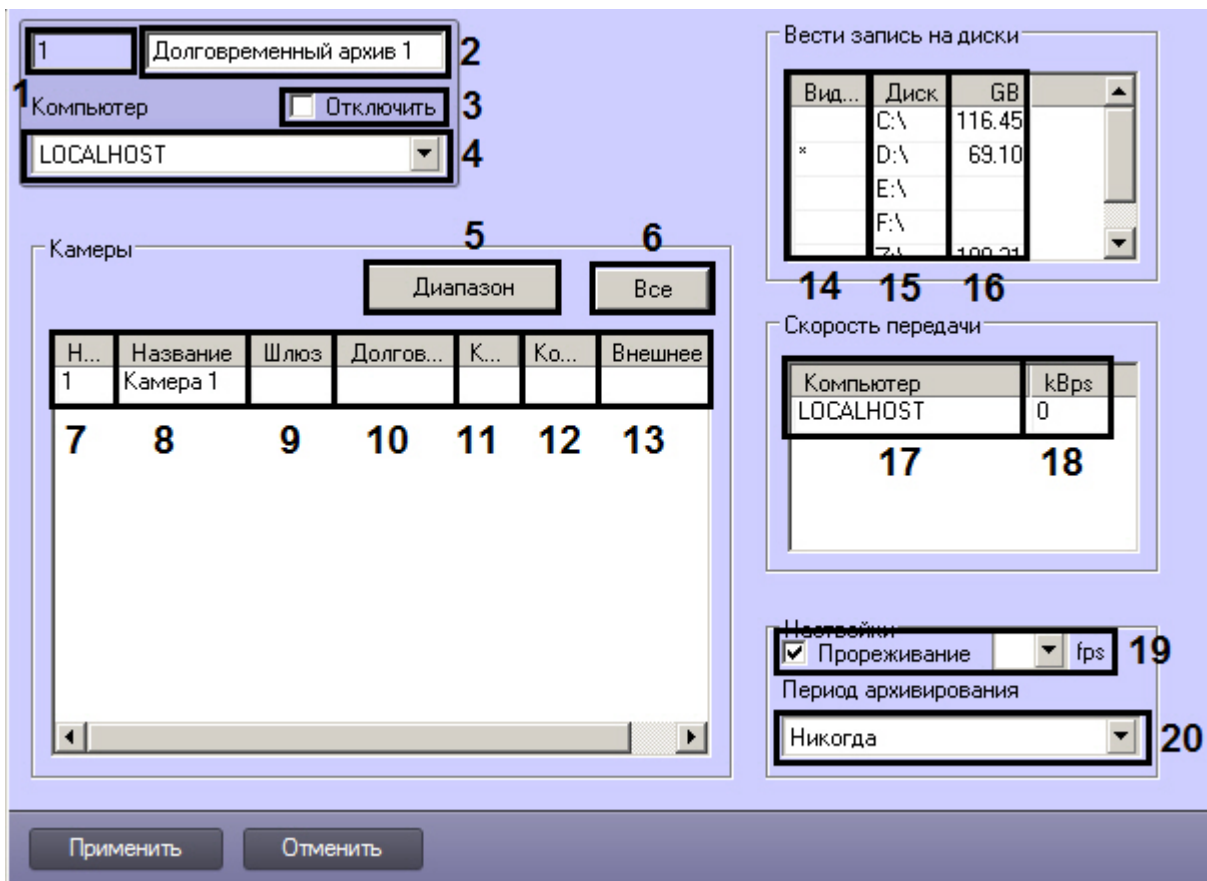 1 Долговременный архив 1 2
1
Компьютер Отключить 3
LOCALHOST 4
Камеры
5 6
Диапазон Все
Н... Название Шлюз Долгов... К... Ко... Внешнее
1 Камера 1
7 8 9 10 11 12 13
Вести запись на диски
Вид... Диск GB
C:\ 116.45
* D:\ 69.10
E:\
F:\
14 15 16
Скорость передачи
Компьютер kBps
LOCALHOST 0
17 18
Настройки
Прореживание fps 19
Период архивирования
Никогда 20
Применить Отменить